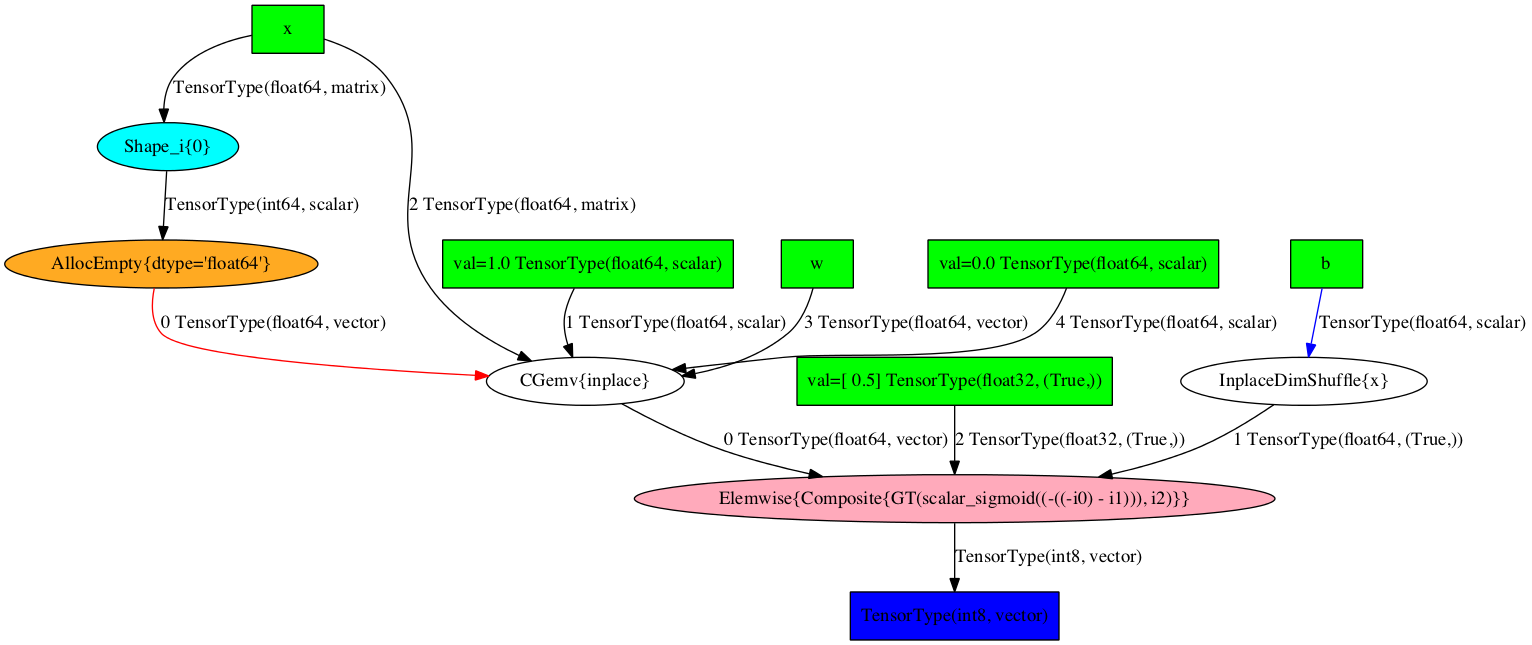 x
TensorType(float64, matrix)
Shape_i{0}
TensorType(int64, scalar)
2 TensorType(float64, matrix)
AllocEmpty{dtype='float64'}
val=1.0 TensorType(float64, scalar)
w
val=0.0 TensorType(float64, scalar)
b
0 TensorType(float64, vector)
1 TensorType(float64, scalar)
3 TensorType(float64, vector)
4 TensorType(float64, scalar)
TensorType(float64, scalar)
CGemv{inplace}
val=[ 0.5] TensorType(float32, (True,))
InplaceDimShuffle{x}
0 TensorType(float64, vector)
2 TensorType(float32, (True,))
1 TensorType(float64, (True,))
Elemwise{Composite{GT(scalar_sigmoid((-((-i0) - i1))), i2)}}
TensorType(int8, vector)
TensorType(int8, vector)